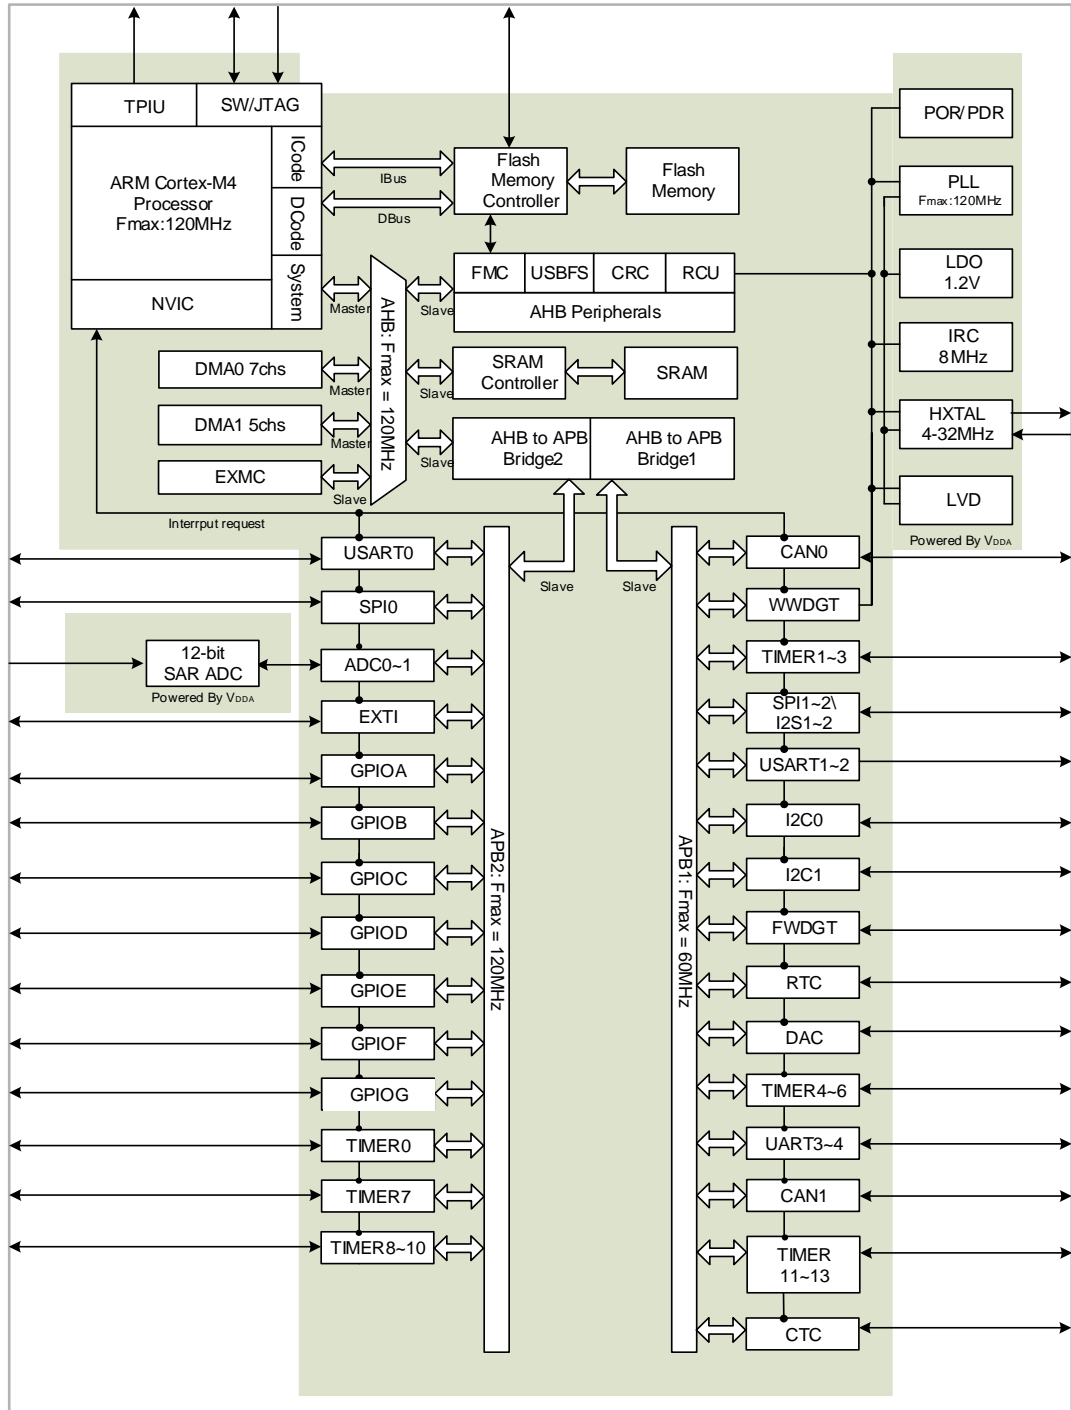 TPIU
SW/JTAG
POR/PDR
ARM Cortex-M4
Processor
Fmax:120MHz
ICode
DCode
System
NVIC
IBus
DBus
Flash
Memory
Controller
Flash
Memory
PLL
Fmax:120MHz
LDO
1.2V
FMC
USBFS
CRC
RCU
AHB Peripherals
Master
Slave
AHB: Fmax = 120MHz
IRC
8MHz
DMA0 7chs
Master
Slave
SRAM
Controller
SRAM
DMA1 5chs
Master
Slave
AHB to APB
Bridge2
AHB to APB
Bridge1
HXTAL
4-32MHz
EXMC
Slave
LVD
Interrput request
Powered By VDDA
USART0
Slave
Slave
CAN0
SPI0
WWDGT
12-bit
SAR ADC
Powered By VDDA
ADC0~1
TIMER1~3
EXTI
SPI1~2\
I2S1~2
GPIOA
USART1~2
GPIOB
I2C0
APB2: Fmax = 120MHz
APB1: Fmax = 60MHz
GPIOC
I2C1
GPIOD
FWDGT
GPIOE
RTC
GPIOF
DAC
GPIOG
TIMER4~6
TIMER0
UART3~4
TIMER7
CAN1
TIMER8~10
TIMER
11~13
CTC